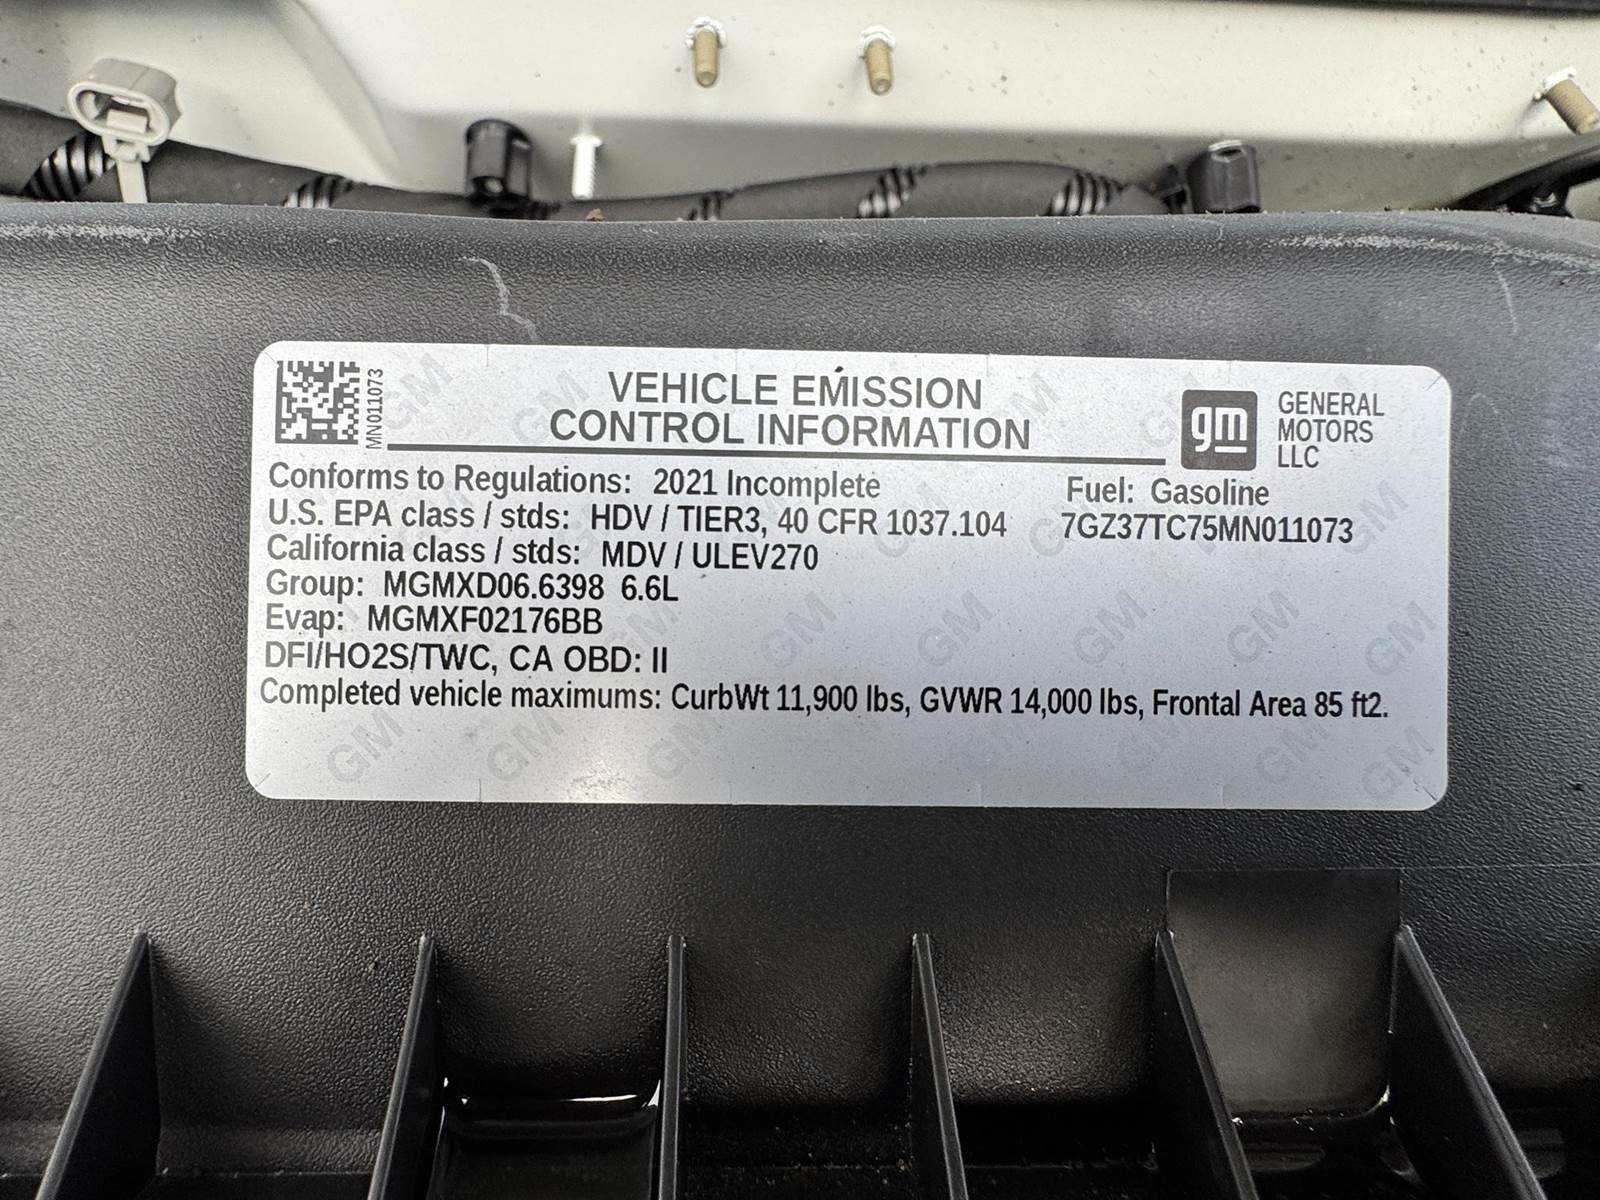 MN011073
VEHICLE EMISSION
CONTROL INFORMATION
gm
GENERAL
MOTORS
LLC
Conforms to Regulations: 2021 Incomplete
Fuel: Gasoline
U.S. EPA class / stds: HDV / TIER3, 40 CFR 1037.104
7GZ37TC75MN011073
California class / stds: MDV / ULEV270
Group: MGMXD06.6398 6.6L
Evap: MGMXF02176BB
DFI/HO2S/TWC, CA OBD: II
Completed vehicle maximums: CurbWt 11,900 lbs, GVWR 14,000 lbs, Frontal Area 85 ft2.